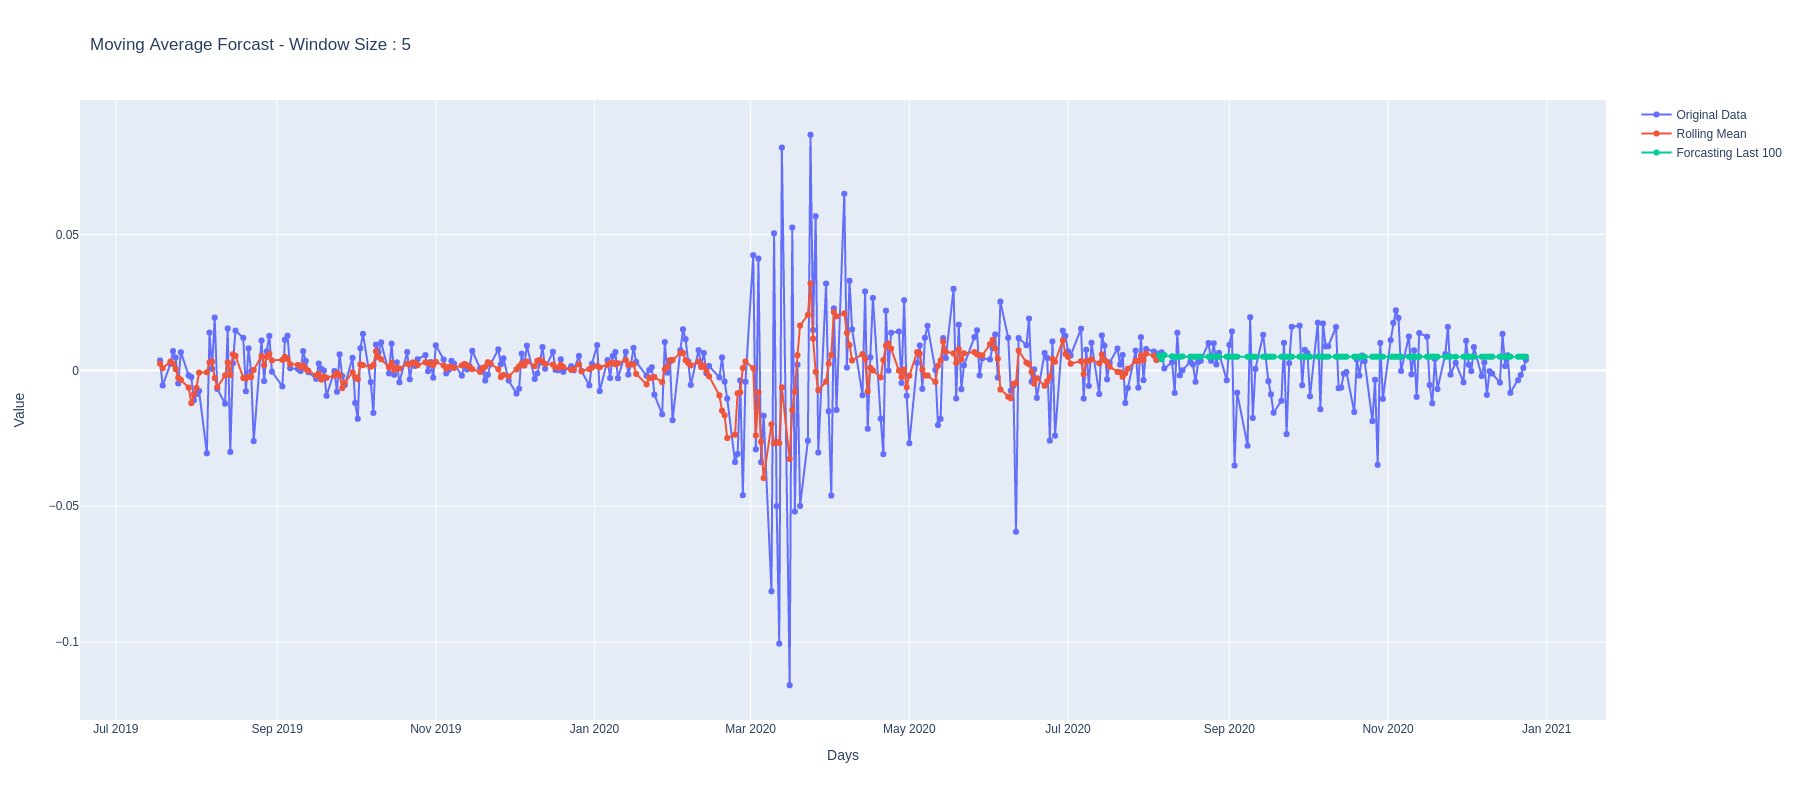 Moving Average Forcast - Window Size : 5
Original Data
Rolling Mean
Forcasting Last 100
Value
0.05
0
−0.05
−0.1
Jul 2019
Sep 2019
Nov 2019
Jan 2020
Mar 2020
May 2020
Jul 2020
Sep 2020
Nov 2020
Jan 2021
Days